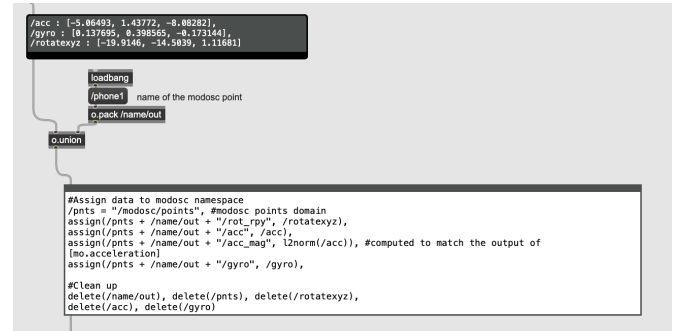 /acc : [-5.06493, 1.43772, -8.08282],
/gyro : [0.137695, 0.398565, -0.173144],
/rotatexyz : [-19.9146, -14.5039, 1.11681]
loadbang
/phone1 name of the modosc point
o.pack /name/out
o.union
#Assign data to modosc namespace
/pnts = "/modosc/points", #modosc points domain
assign(/pnts + /name/out + "/rot_rpy", /rotatexyz),
assign(/pnts + /name/out + "/acc", /acc),
assign(/pnts + /name/out + "/acc_mag", l2norm(/acc)), #computed to match the output of
[mo.acceleration]
assign(/pnts + /name/out + "/gyro", /gyro),
#Clean up
delete(/name/out), delete(/pnts), delete(/rotatexyz),
delete(/acc), delete(/gyro)